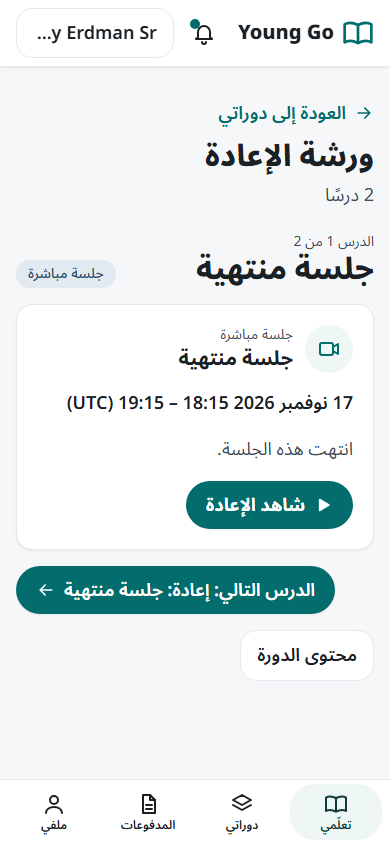 Young Go
...y Erdman Sr
العودة إلى دوراتي
ورشة الإعادة
2 درسًا
الدرس 1 من 2
جلسة منتهية
جلسة مباشرة
جلسة مباشرة
جلسة منتهية
17 نوفمبر 2026 18:15 – 19:15 (UTC)
انتهت هذه الجلسة.
شاهد الإعادة
الدرس التالي: إعادة: جلسة منتهية
محتوى الدورة
تعلّمي
دوراتي
المدفوعات
ملفي